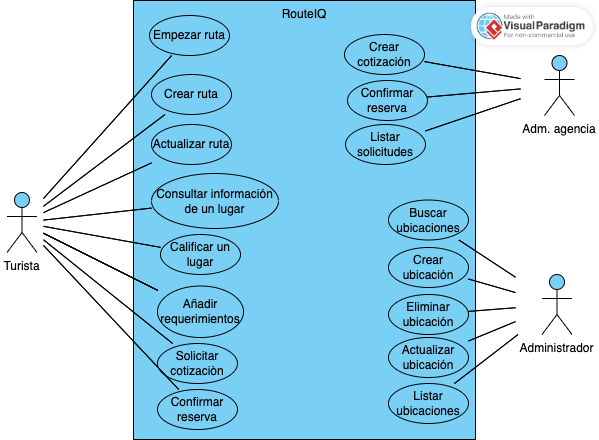 RouteIQ
Made with
Visual Paradigm
For non-commercial use
Empezar ruta
Crear ruta
Actualizar ruta
Consultar información
de un lugar
Calificar un
lugar
Añadir
requerimientos
Solicitar
cotizaciòn
Confirmar
reserva
Turista
Crear
cotización
Confirmar
reserva
Listar
solicitudes
Adm. agencia
Buscar
ubicaciones
Crear
ubicación
Eliminar
ubicación
Actualizar
ubicación
Listar
ubicaciones
Administrador